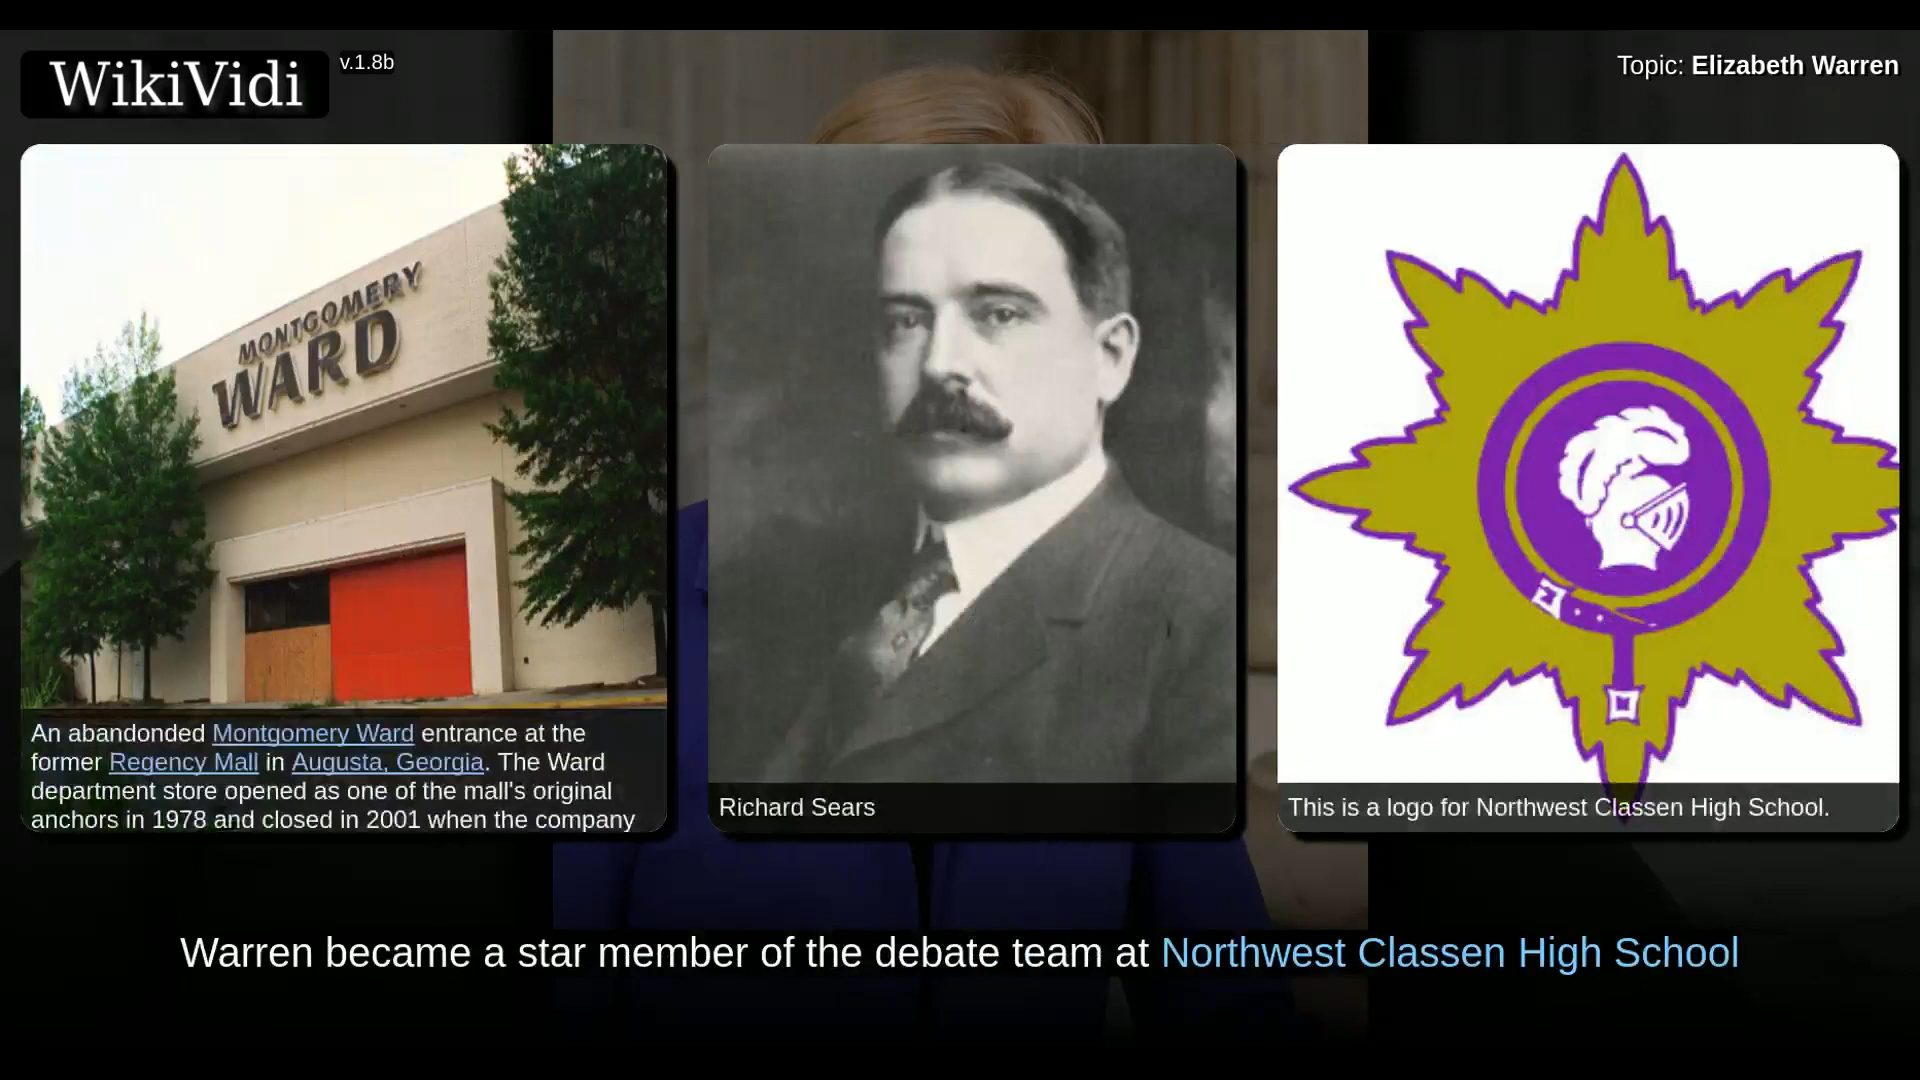 WikiVidi
v.1.8b
Topic: Elizabeth Warren
MONTGOMERY
WARD
An abandonded Montgomery Ward entrance at the
former Regency Mall in Augusta, Georgia. The Ward
department store opened as one of the mall's original
anchors in 1978 and closed in 2001 when the company
Richard Sears
This is a logo for Northwest Classen High School.
Warren became a star member of the debate team at Northwest Classen High School